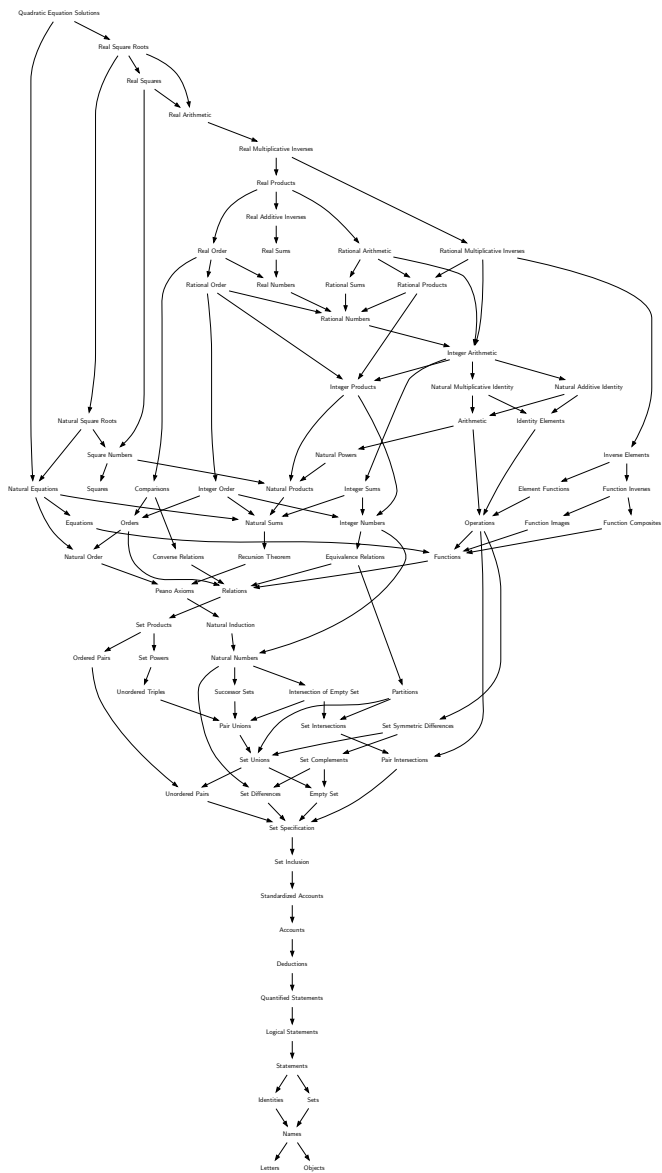 Quadratic Equation Solutions
Real Square Roots
Real Squares
Real Arithmetic
Real Multiplicative Inverses
Real Products
Real Additive Inverses
Real Order Real Sums Rational Arithmetic Rational Multiplicative Inverses
Rational Order Real Numbers Rational Sums Rational Products
Rational Numbers
Integer Arithmetic
Integer Products Natural Multiplicative Identity Natural Additive Identity
Natural Square Roots Arithmetic Identity Elements
Square Numbers Natural Powers Inverse Elements
Natural Equations Squares Comparisons Integer Order Natural Products Integer Sums Element Functions Function Inverses
Equations Orders Natural Sums Integer Numbers Operations Function Images Function Composites
Natural Order Converse Relations Recursion Theorem Equivalence Relations Functions
Peano Axioms Relations
Set Products Natural Induction
Ordered Pairs Set Powers Natural Numbers
Unordered Triples Successor Sets Intersection of Empty Set Partitions
Pair Unions Set Intersections Set Symmetric Differences
Set Unions Set Complements Pair Intersections
Unordered Pairs Set Differences Empty Set
Set Specification
Set Inclusion
Standardized Accounts
Accounts
Deductions
Quantified Statements
Logical Statements
Statements
Identities Sets
Names
Letters Objects